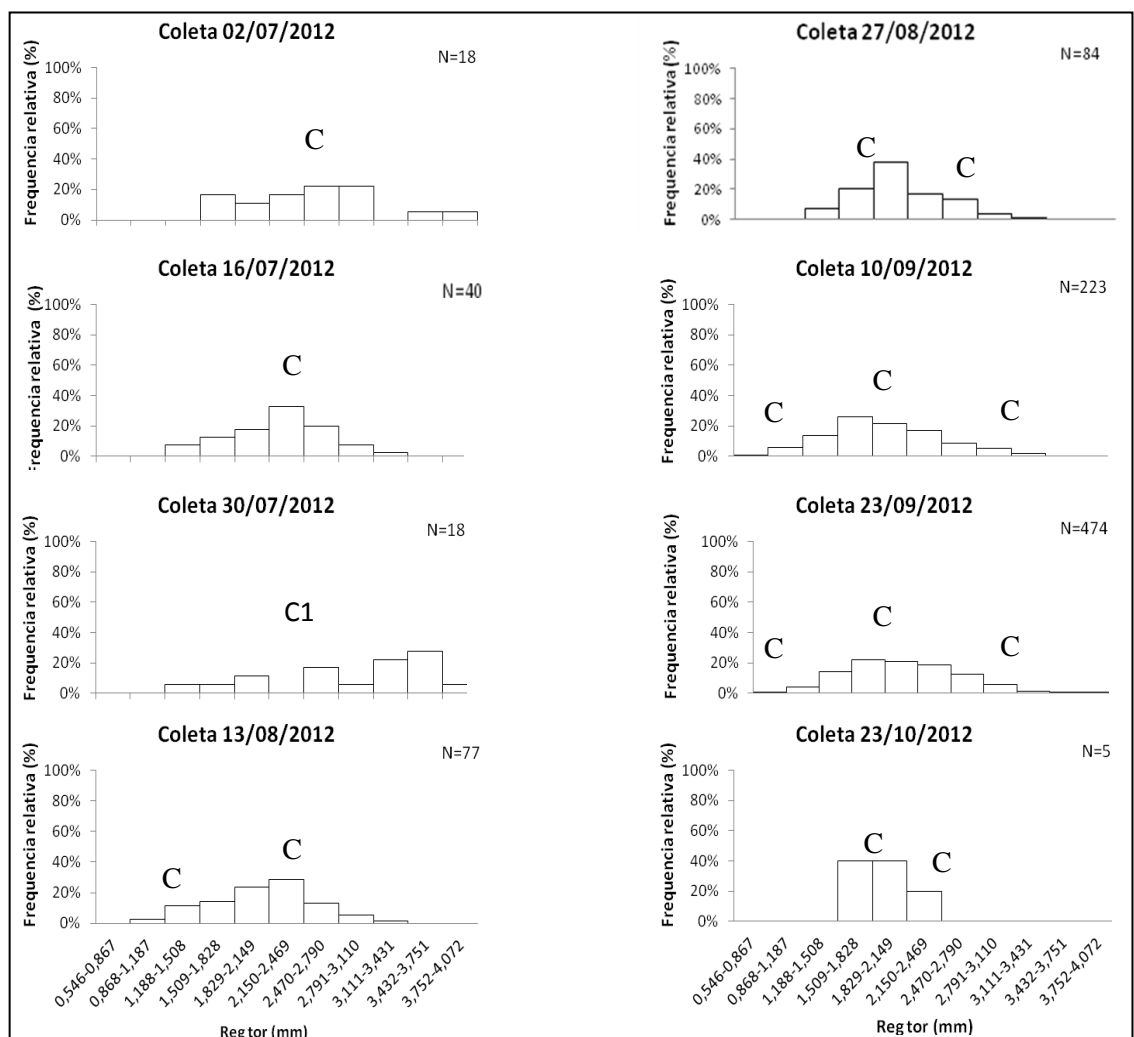 Coleta 02/07/2012
N=18
Frequencia relativa (%)
100%
80%
60%
40%
20%
0%
C
Coleta 16/07/2012
N=40
Frequencia relativa (%)
100%
80%
60%
40%
20%
0%
C
Coleta 30/07/2012
N=18
Frequencia relativa (%)
100%
80%
60%
40%
20%
0%
C1
Coleta 13/08/2012
N=77
Frequencia relativa (%)
100%
80%
60%
40%
20%
0%
C
C
0,546-0,867
0,868-1,187
1,188-1,508
1,509-1,828
1,829-2,149
2,150-2,469
2,470-2,790
2,791-3,110
3,111-3,431
3,432-3,751
3,752-4,072
Reg tor (mm)
Coleta 27/08/2012
N=84
Frequencia relativa (%)
100%
80%
60%
40%
20%
0%
C
C
Coleta 10/09/2012
N=223
Frequencia relativa (%)
100%
80%
60%
40%
20%
0%
C
C
C
Coleta 23/09/2012
N=474
Frequencia relativa (%)
100%
80%
60%
40%
20%
0%
C
C
C
Coleta 23/10/2012
N=5
Frequencia relativa (%)
100%
80%
60%
40%
20%
0%
C
C
0,546-0,867
0,868-1,187
1,188-1,508
1,509-1,828
1,829-2,149
2,150-2,469
2,470-2,790
2,791-3,110
3,111-3,431
3,432-3,751
3,752-4,072
Reg tor (mm)